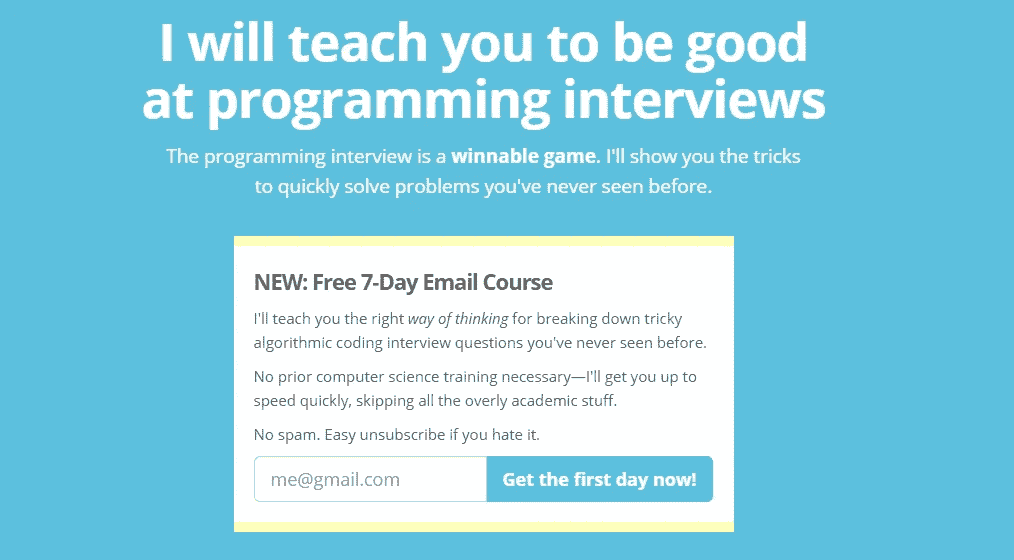 I will teach you to be good
at programming interviews
The programming interview is a winnable game. I'll show you the tricks
to quickly solve problems you've never seen before.
NEW: Free 7-Day Email Course
I'll teach you the right way of thinking for breaking down tricky
algorithmic coding interview questions you've never seen before.
No prior computer science training necessary—I'll get you up to
speed quickly, skipping all the overly academic stuff.
No spam. Easy unsubscribe if you hate it.
me@gmail.com Get the first day now!